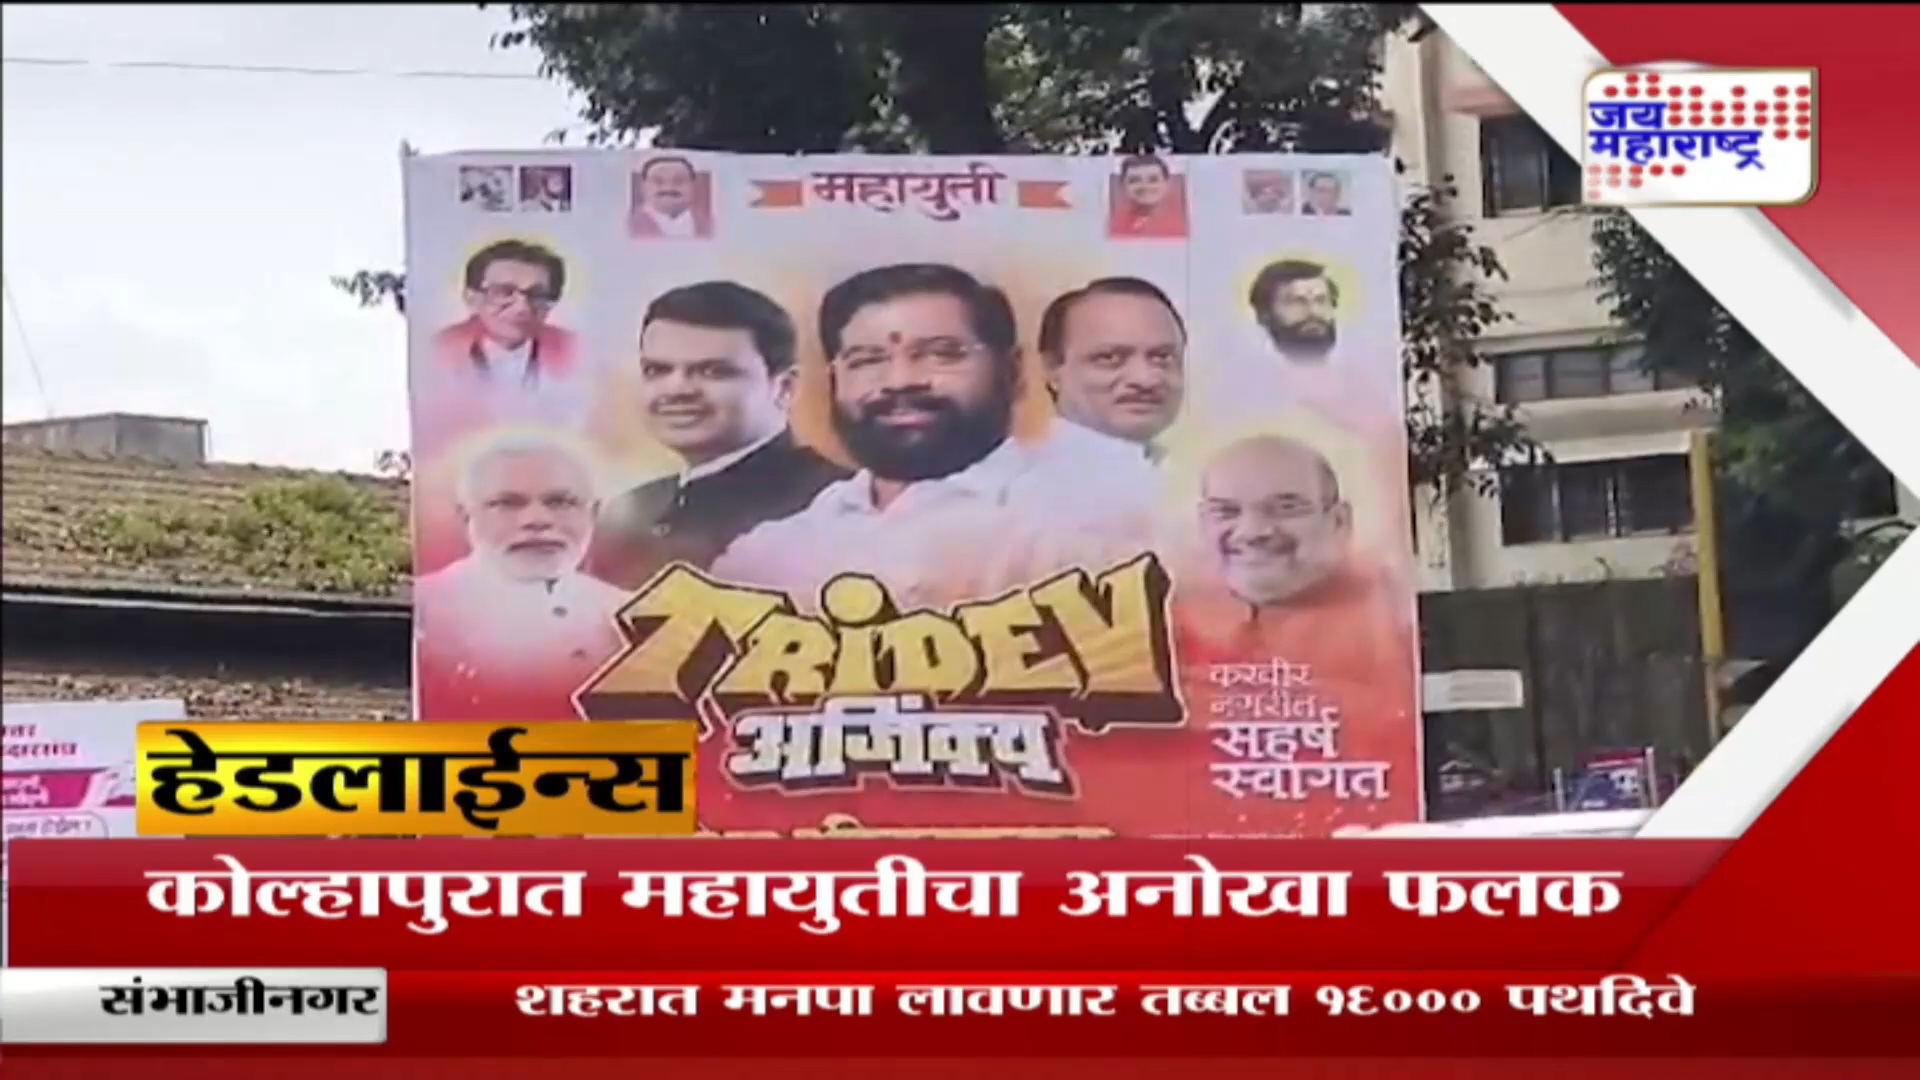 जय
महाराष्ट्र
महायुती
TRiDEV
अजिंक्य
करवीर
नगरीत
सहर्ष
स्वागत
हेडलाईन्स
कोल्हापुरात महायुतीचा अनोखा फलक
संभाजीनगर
शहरात मनपा लावणार तब्बल १६००० पथदिवे